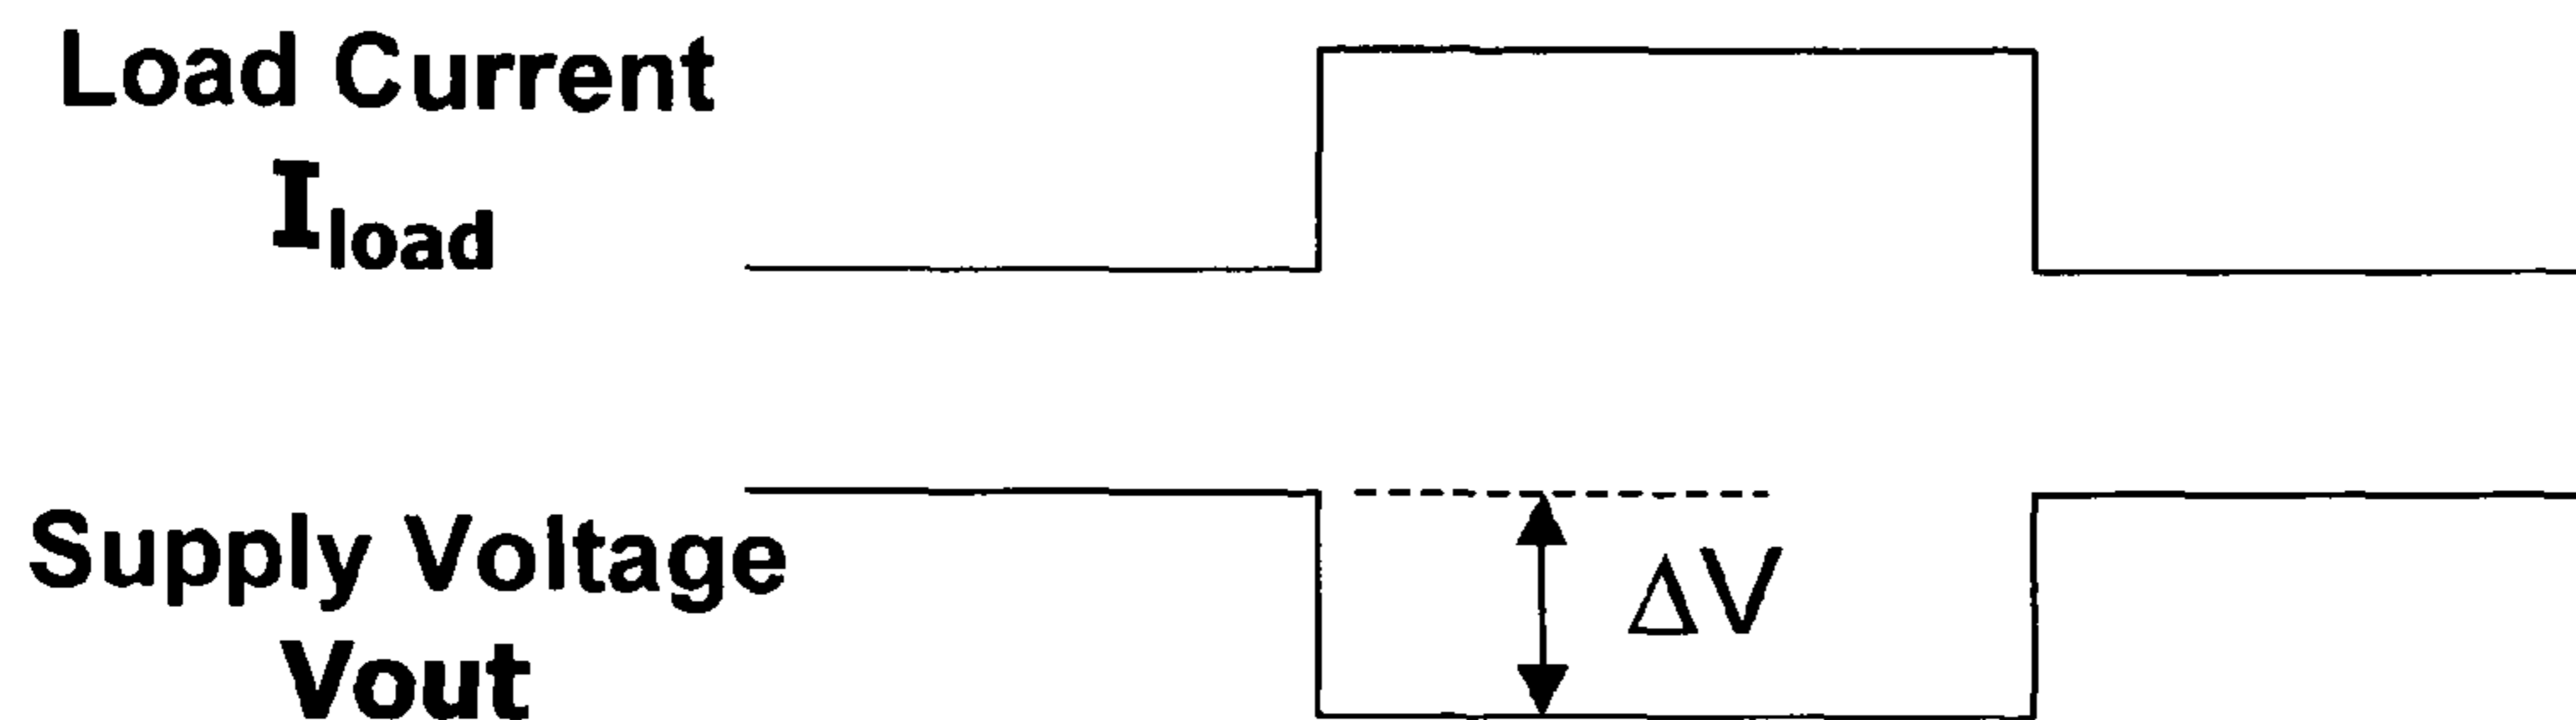 Load Current
Iload
Supply Voltage
Vout
ΔV